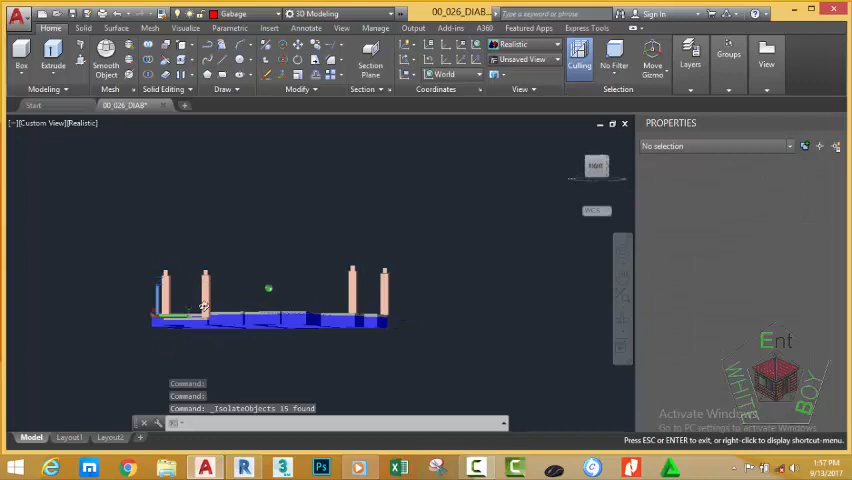 Gabage
3D Modeling
00_026_DIAB*
Type a keyword or phrase
Sign In
Home Solid Surface Mesh Visualize Parametric Insert Annotate View Manage Output Add-ins A360 Featured Apps Express Tools
Box
Extrude
Smooth
Object
Section
Plane
Realistic
Unsaved View
World
Culling
No Filter
Move
Gizmo
Layers
Groups
View
Modeling
Mesh
Solid Editing
Draw
Modify
Section
Coordinates
View
Selection
Start
00_026_DIAB*
[−][Custom View][Realistic]
PROPERTIES
No selection
RIGHT
WCS
Command:
Command:
Command: _IsolateObjects 15 found
Ent
WHITE
BOY
Activate Windows
Go to PC settings to activate Windows.
Model Layout1 Layout2
Press ESC or ENTER to exit, or right-click to display shortcut-menu.
1:57 PM
9/13/2017